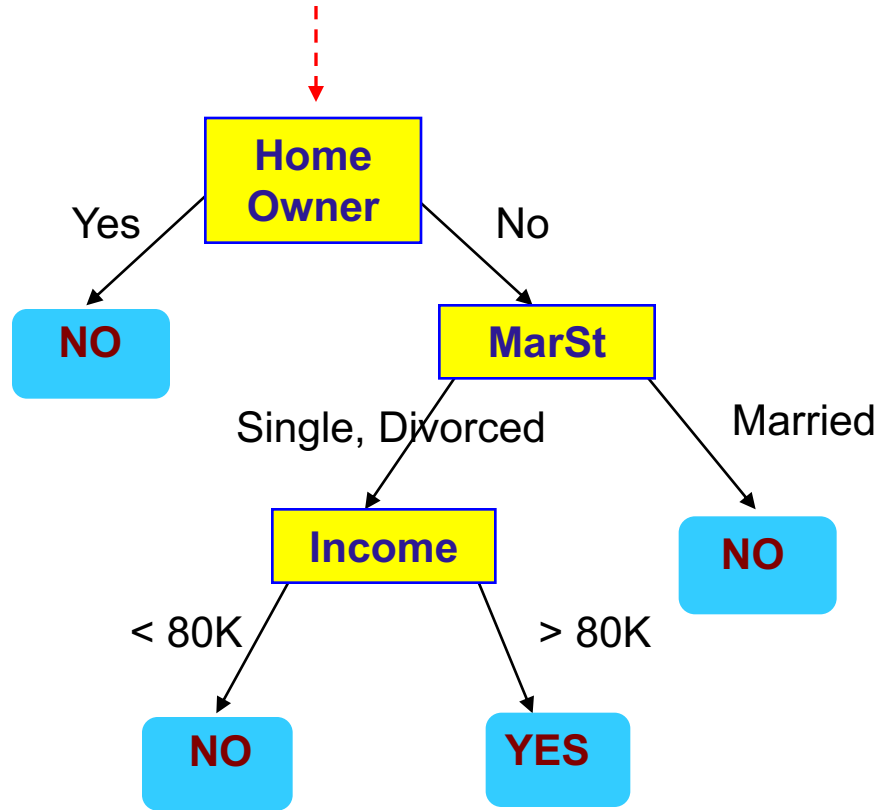 Home
Owner
Yes
No
NO
MarSt
Single, Divorced
Married
Income
NO
< 80K
> 80K
NO
YES